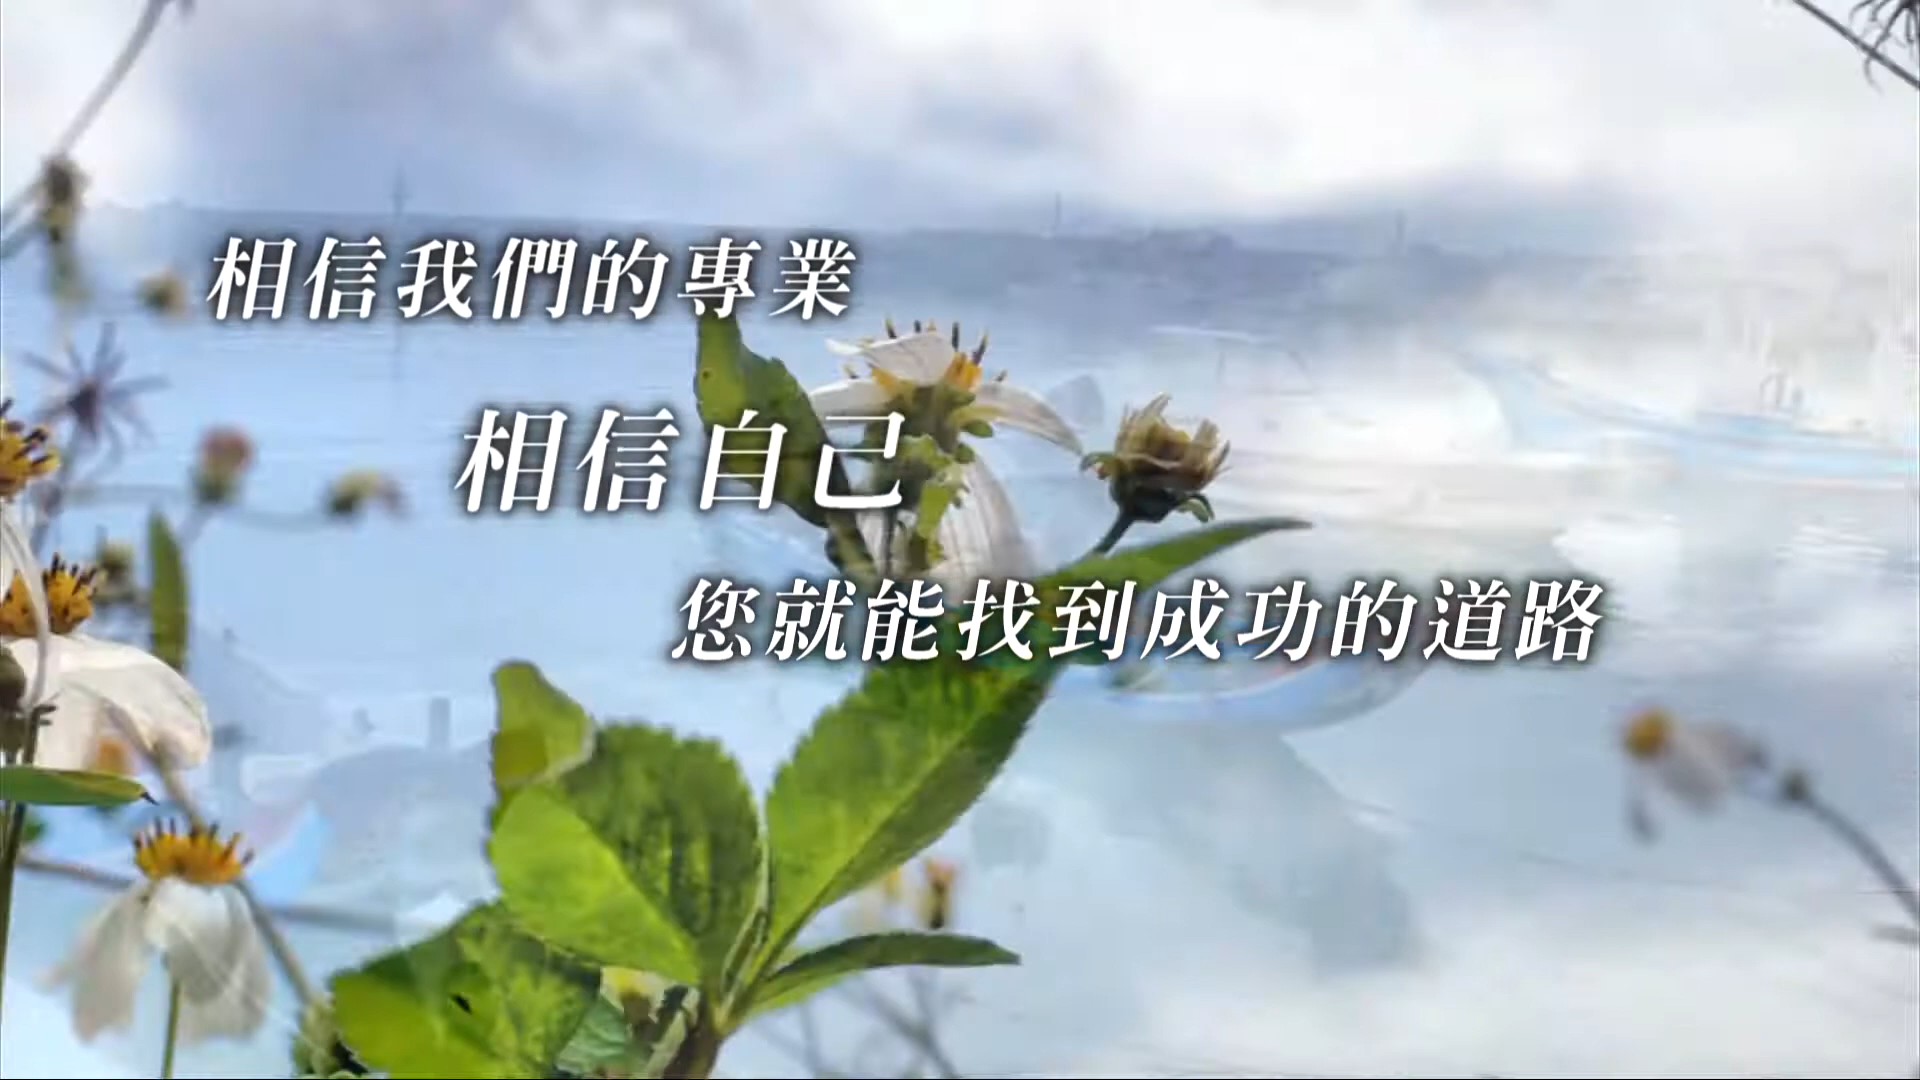 相信我們的專業
相信自己
您就能找到成功的道路